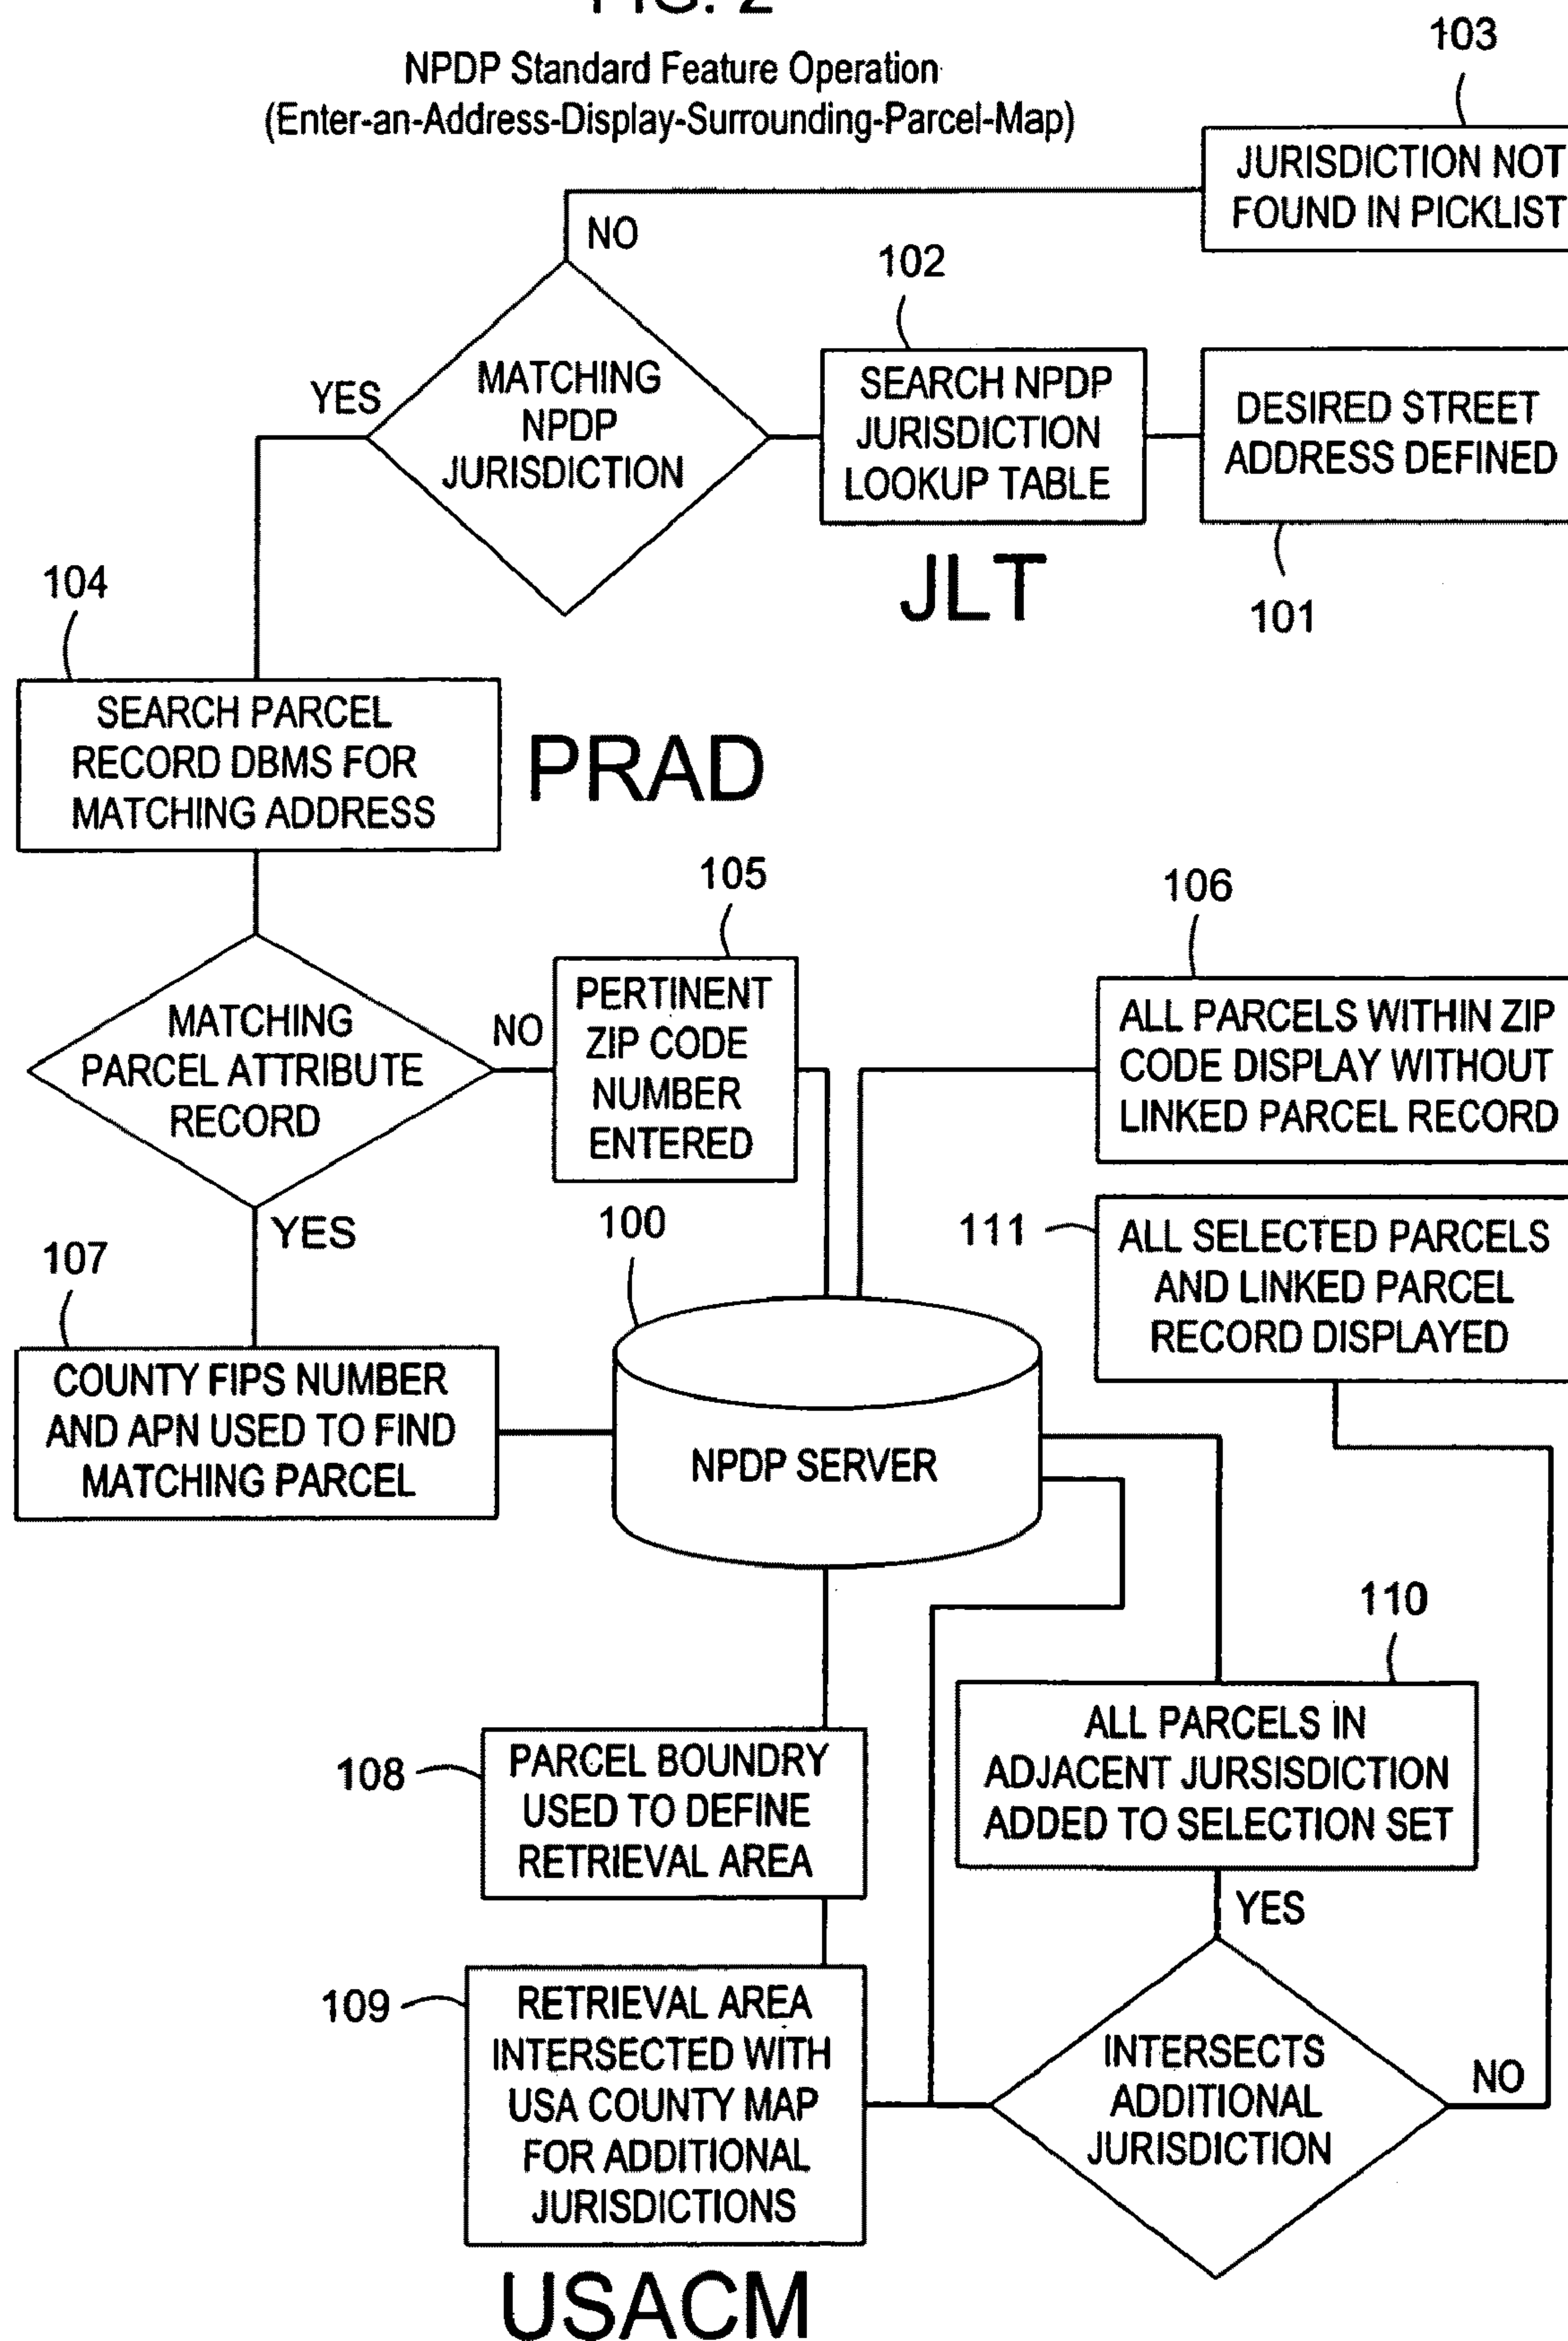 FIG. 2
NPDP Standard Feature Operation
(Enter-an-Address-Display-Surrounding-Parcel-Map)
103
JURISDICTION NOT
FOUND IN PICKLIST
NO
102
YES
MATCHING
NPDP
JURISDICTION
SEARCH NPDP
JURISDICTION
LOOKUP TABLE
DESIRED STREET
ADDRESS DEFINED
JLT
101
104
SEARCH PARCEL
RECORD DBMS FOR
MATCHING ADDRESS
PRAD
105
106
MATCHING
PARCEL ATTRIBUTE
RECORD
NO
PERTINENT
ZIP CODE
NUMBER
ENTERED
ALL PARCELS WITHIN ZIP
CODE DISPLAY WITHOUT
LINKED PARCEL RECORD
YES
100
111
ALL SELECTED PARCELS
AND LINKED PARCEL
RECORD DISPLAYED
107
COUNTY FIPS NUMBER
AND APN USED TO FIND
MATCHING PARCEL
NPDP SERVER
110
108
PARCEL BOUNDRY
USED TO DEFINE
RETRIEVAL AREA
ALL PARCELS IN
ADJACENT JURSISDICTION
ADDED TO SELECTION SET
YES
109
RETRIEVAL AREA
INTERSECTED WITH
USA COUNTY MAP
FOR ADDITIONAL
JURISDICTIONS
INTERSECTS
ADDITIONAL
JURISDICTION
NO
USACM